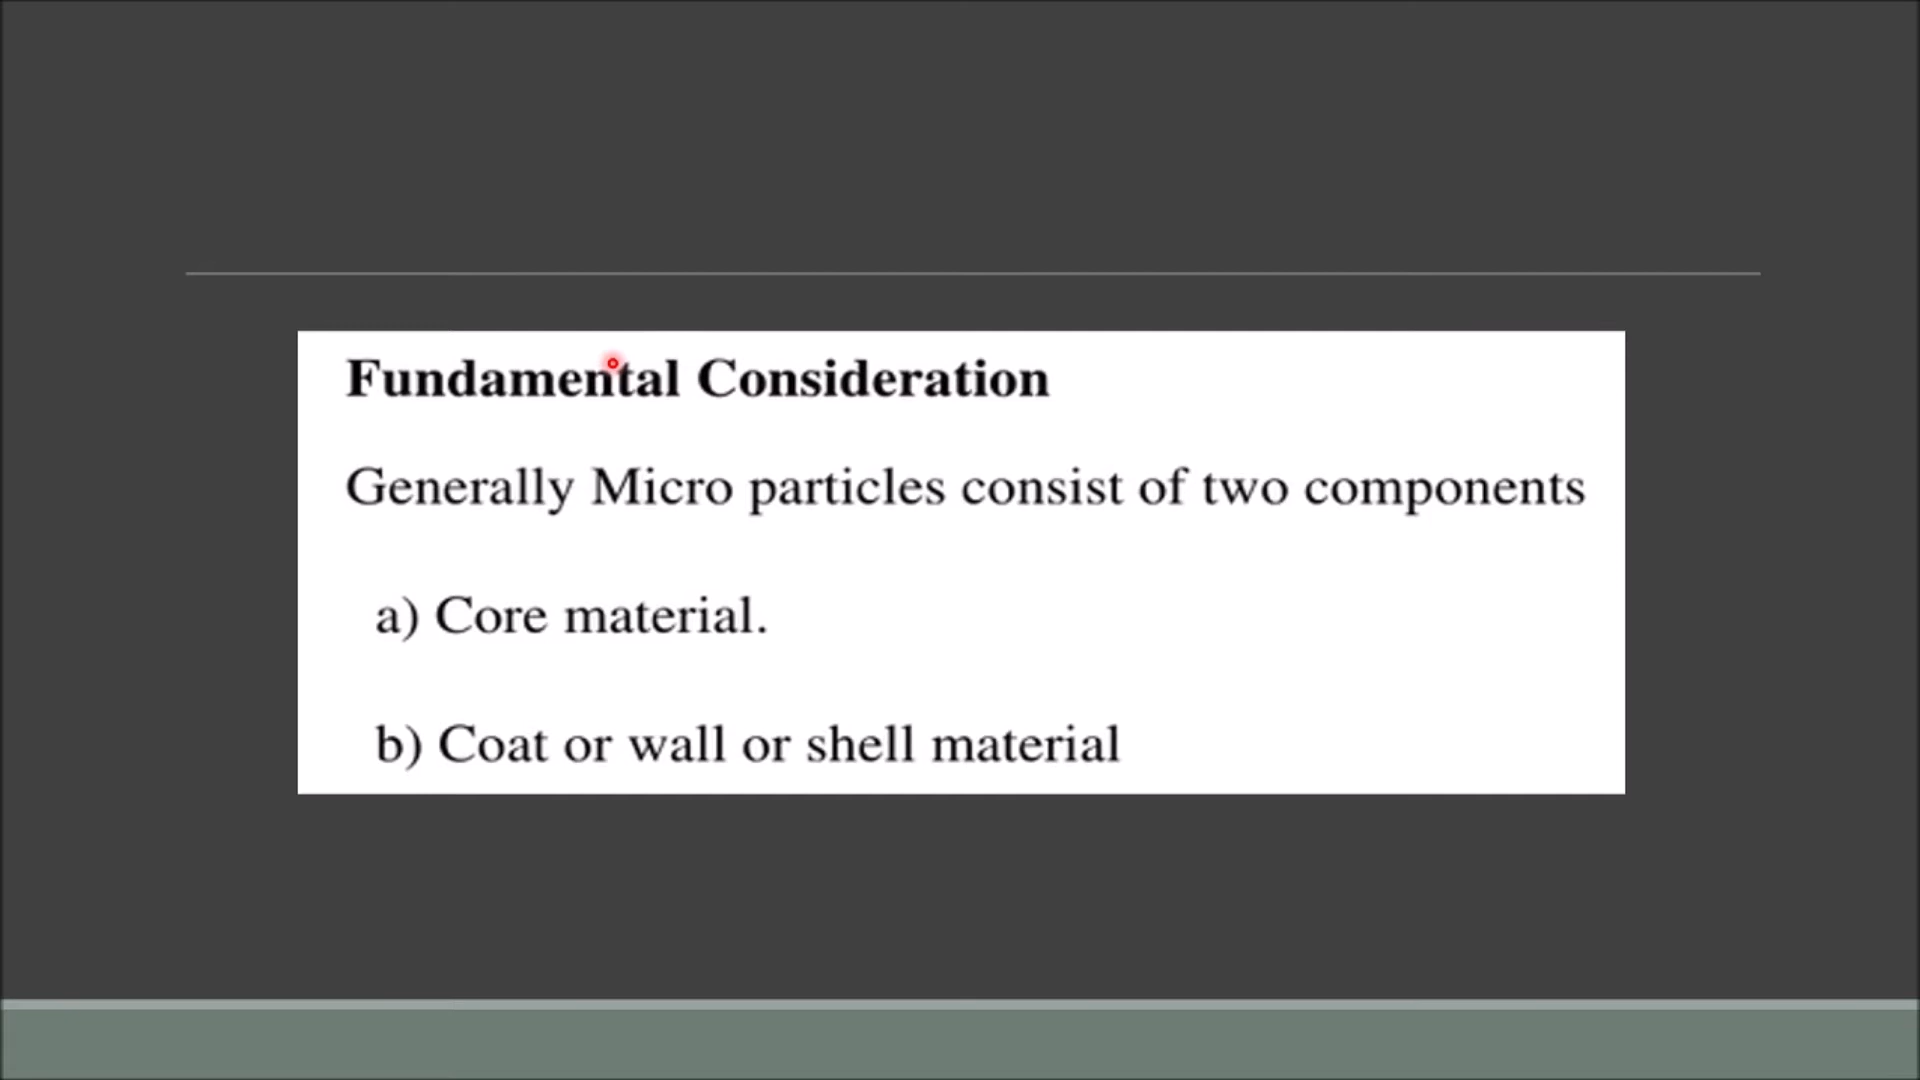 Fundamental Consideration
Generally Micro particles consist of two components
a) Core material.
b) Coat or wall or shell material